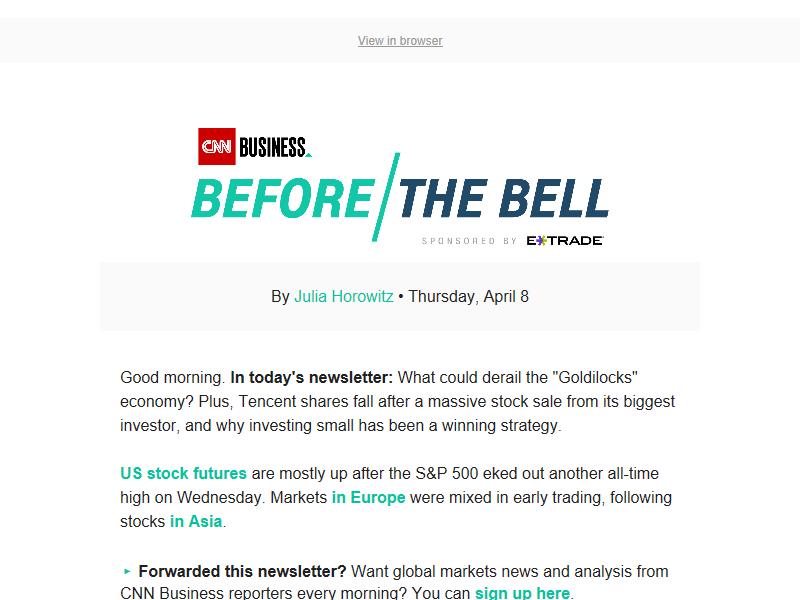 View in browser
CNN BUSINESS
BEFORE/THE BELL
SPONSORED BY E*TRADE
By Julia Horowitz • Thursday, April 8
Good morning. In today's newsletter: What could derail the "Goldilocks"
economy? Plus, Tencent shares fall after a massive stock sale from its biggest
investor, and why investing small has been a winning strategy.
US stock futures are mostly up after the S&P 500 eked out another all-time
high on Wednesday. Markets in Europe were mixed in early trading, following
stocks in Asia.
► Forwarded this newsletter? Want global markets news and analysis from
CNN Business reporters every morning? You can sign up here.